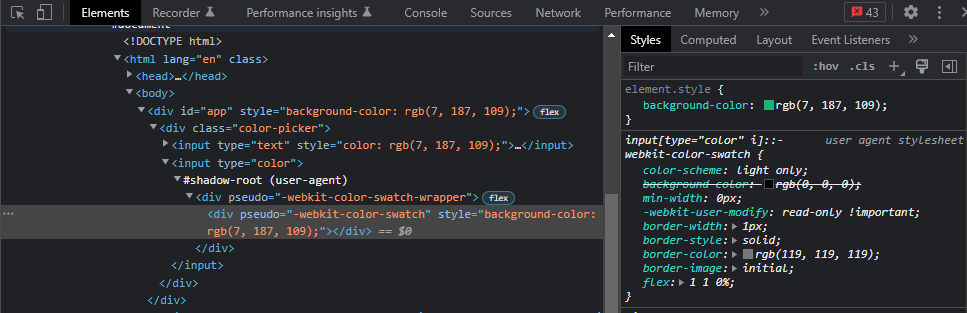 Elements Recorder Performance insights Console Sources Network Performance Memory » 43
#document
<!DOCTYPE html>
<html lang="en" class>
<head>…</head>
<body>
<div id="app" style="background-color: rgb(7, 187, 109);"> flex
<div class="color-picker">
<input type="text" style="color: rgb(7, 187, 109);">…</input>
<input type="color">
#shadow-root (user-agent)
<div pseudo="-webkit-color-swatch-wrapper"> flex
… <div pseudo="-webkit-color-swatch" style="background-color:
rgb(7, 187, 109);"></div> == $0
</div>
</input>
</div>
</div>
Styles Computed Layout Event Listeners »
Filter :hov .cls +
element.style {
background-color: rgb(7, 187, 109);
}
input[type="color" i]::- user agent stylesheet
webkit-color-swatch {
color-scheme: light only;
background-color: rgb(0, 0, 0);
min-width: 0px;
-webkit-user-modify: read-only !important;
border-width: 1px;
border-style: solid;
border-color: rgb(119, 119, 119);
border-image: initial;
flex: 1 1 0%;
}